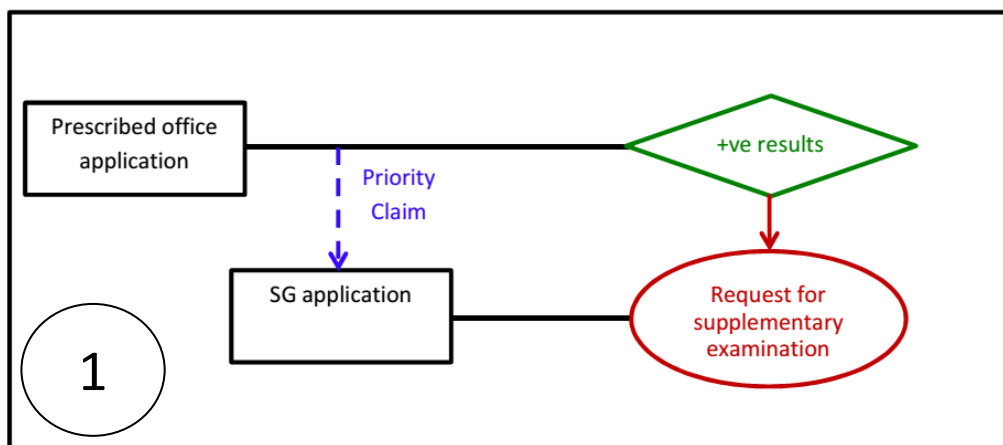 Prescribed office
application
+ve results
Priority
Claim
SG application
Request for
supplementary
examination
1